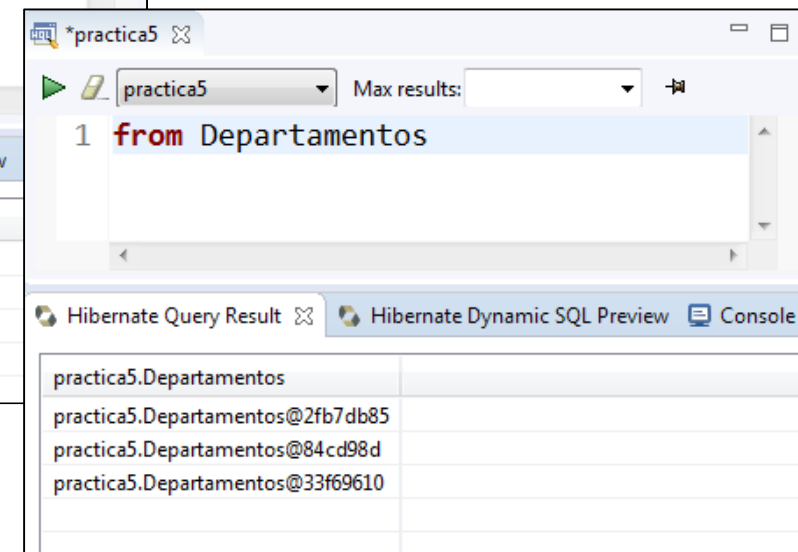 *practica5
practica5 Max results:
1 from Departamentos
Hibernate Query Result Hibernate Dynamic SQL Preview Console
practica5.Departamentos
practica5.Departamentos@2fb7db85
practica5.Departamentos@84cd98d
practica5.Departamentos@33f69610